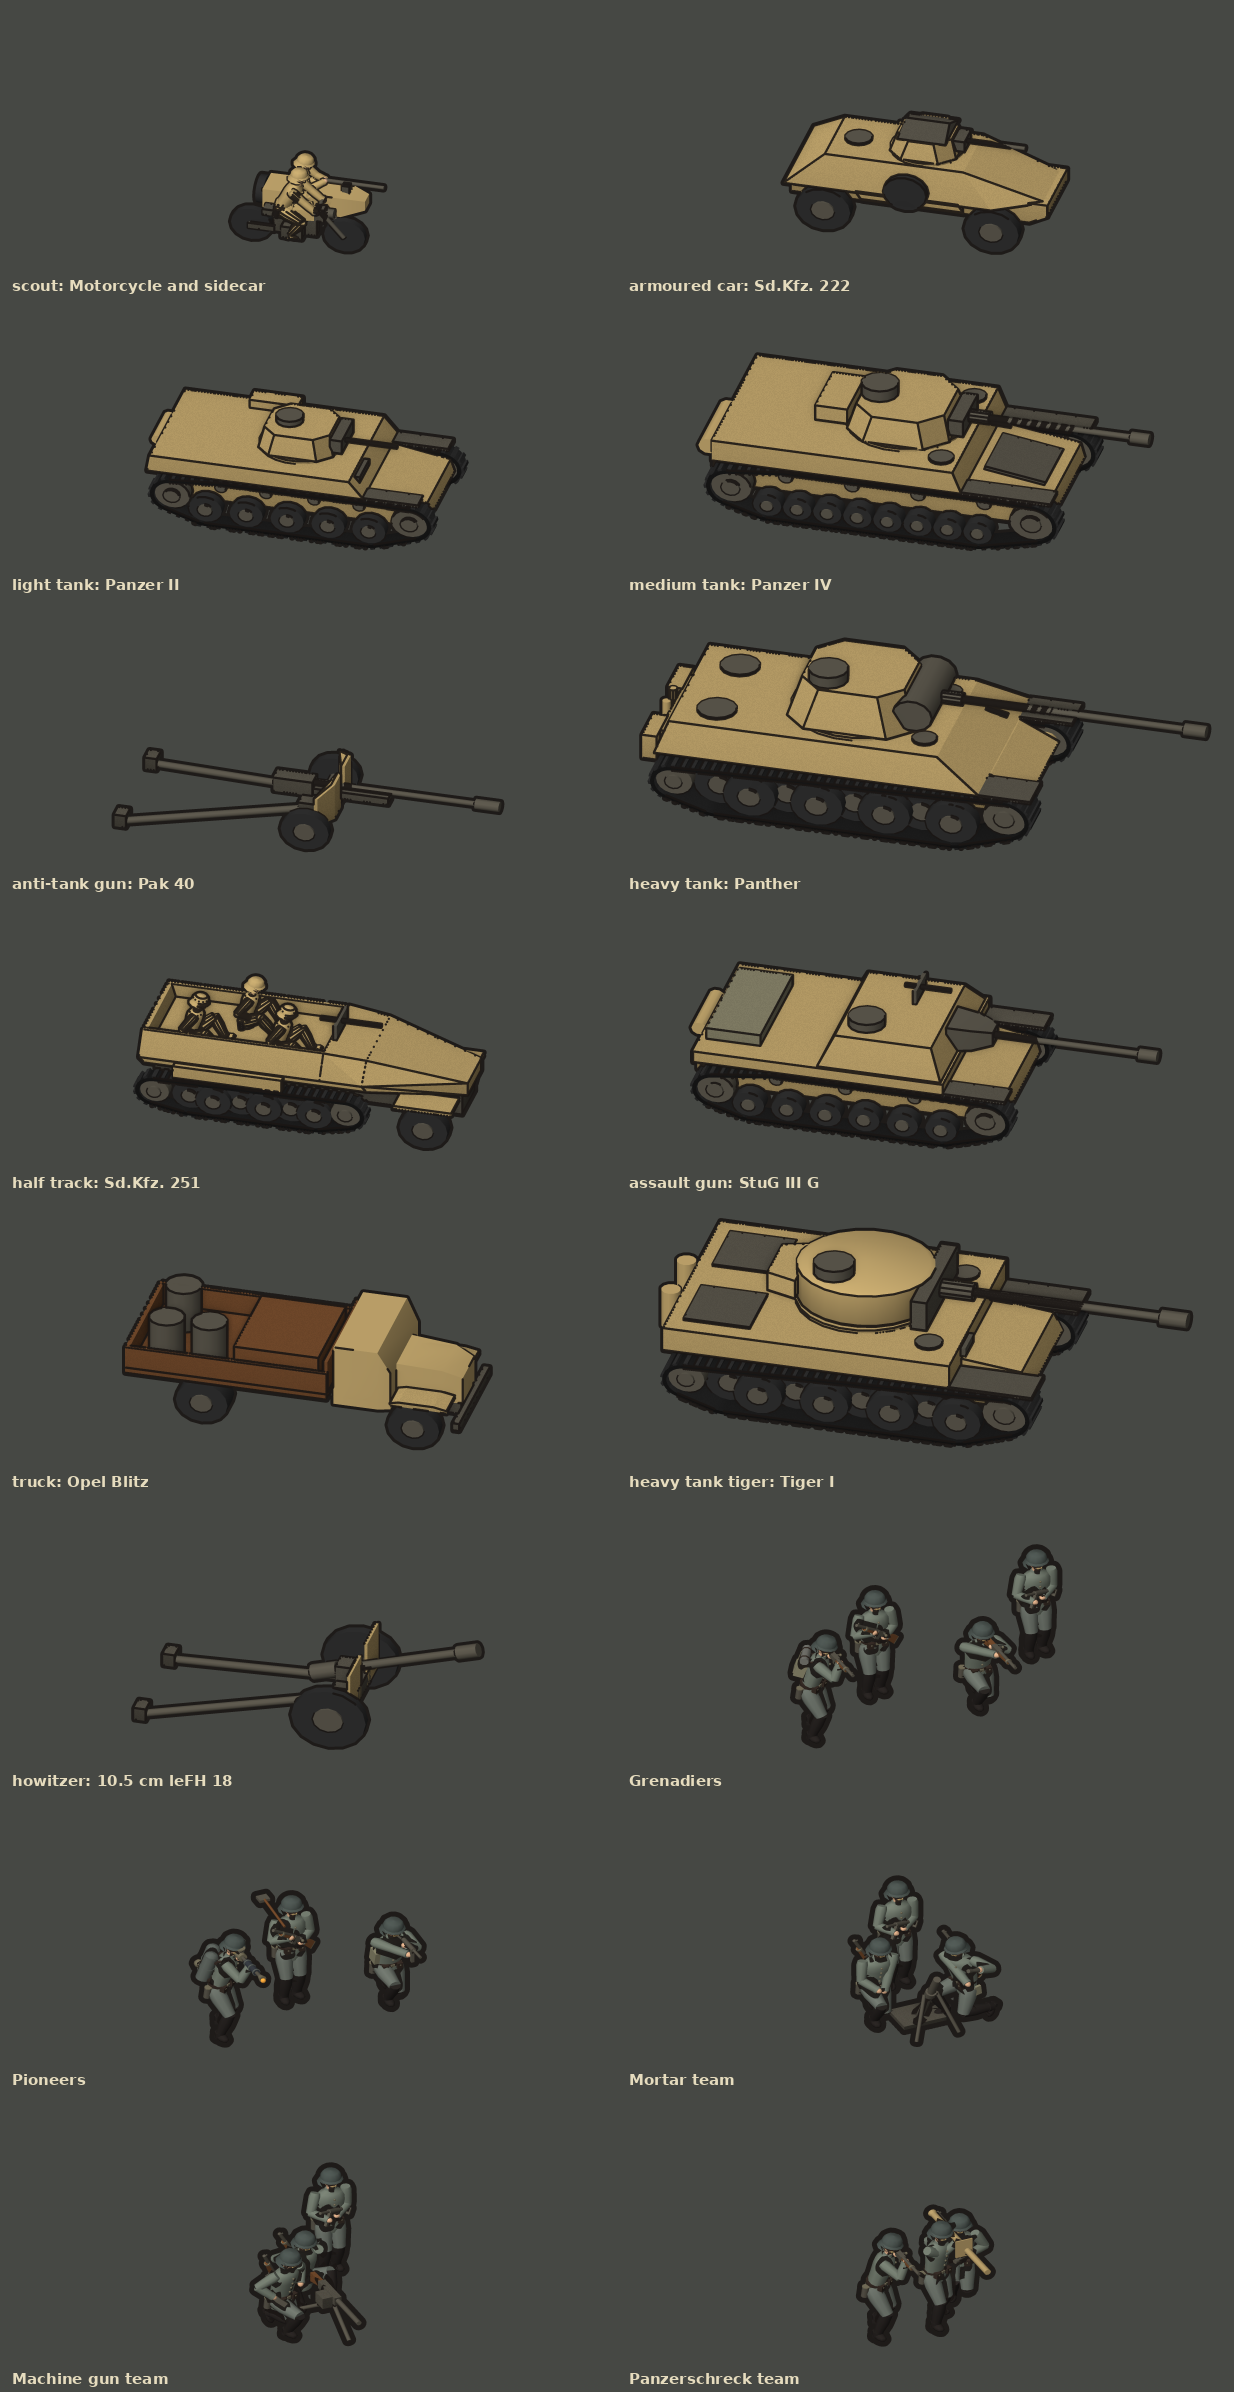 scout: Motorcycle and sidecar
armoured car: Sd.Kfz. 222
light tank: Panzer II
medium tank: Panzer IV
anti-tank gun: Pak 40
heavy tank: Panther
half track: Sd.Kfz. 251
assault gun: StuG III G
truck: Opel Blitz
heavy tank tiger: Tiger I
howitzer: 10.5 cm leFH 18
Grenadiers
Pioneers
Mortar team
Machine gun team
Panzerschreck team